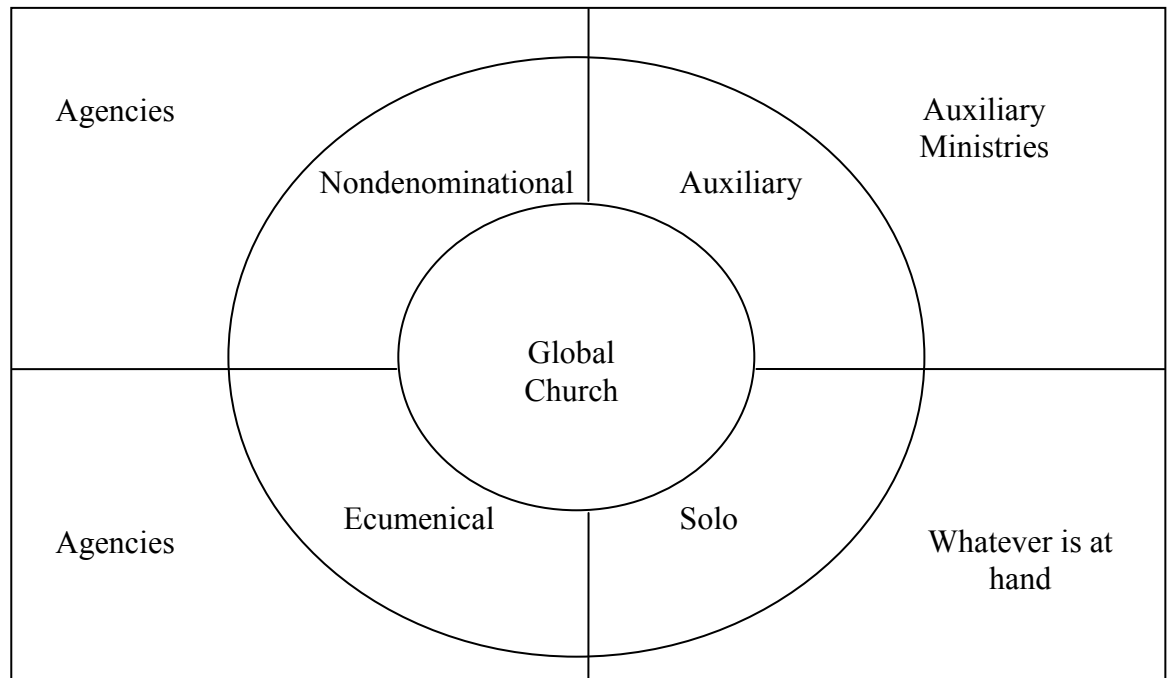 Agencies
Auxiliary
Ministries
Nondenominational
Auxiliary
Global
Church
Ecumenical
Solo
Agencies
Whatever is at
hand